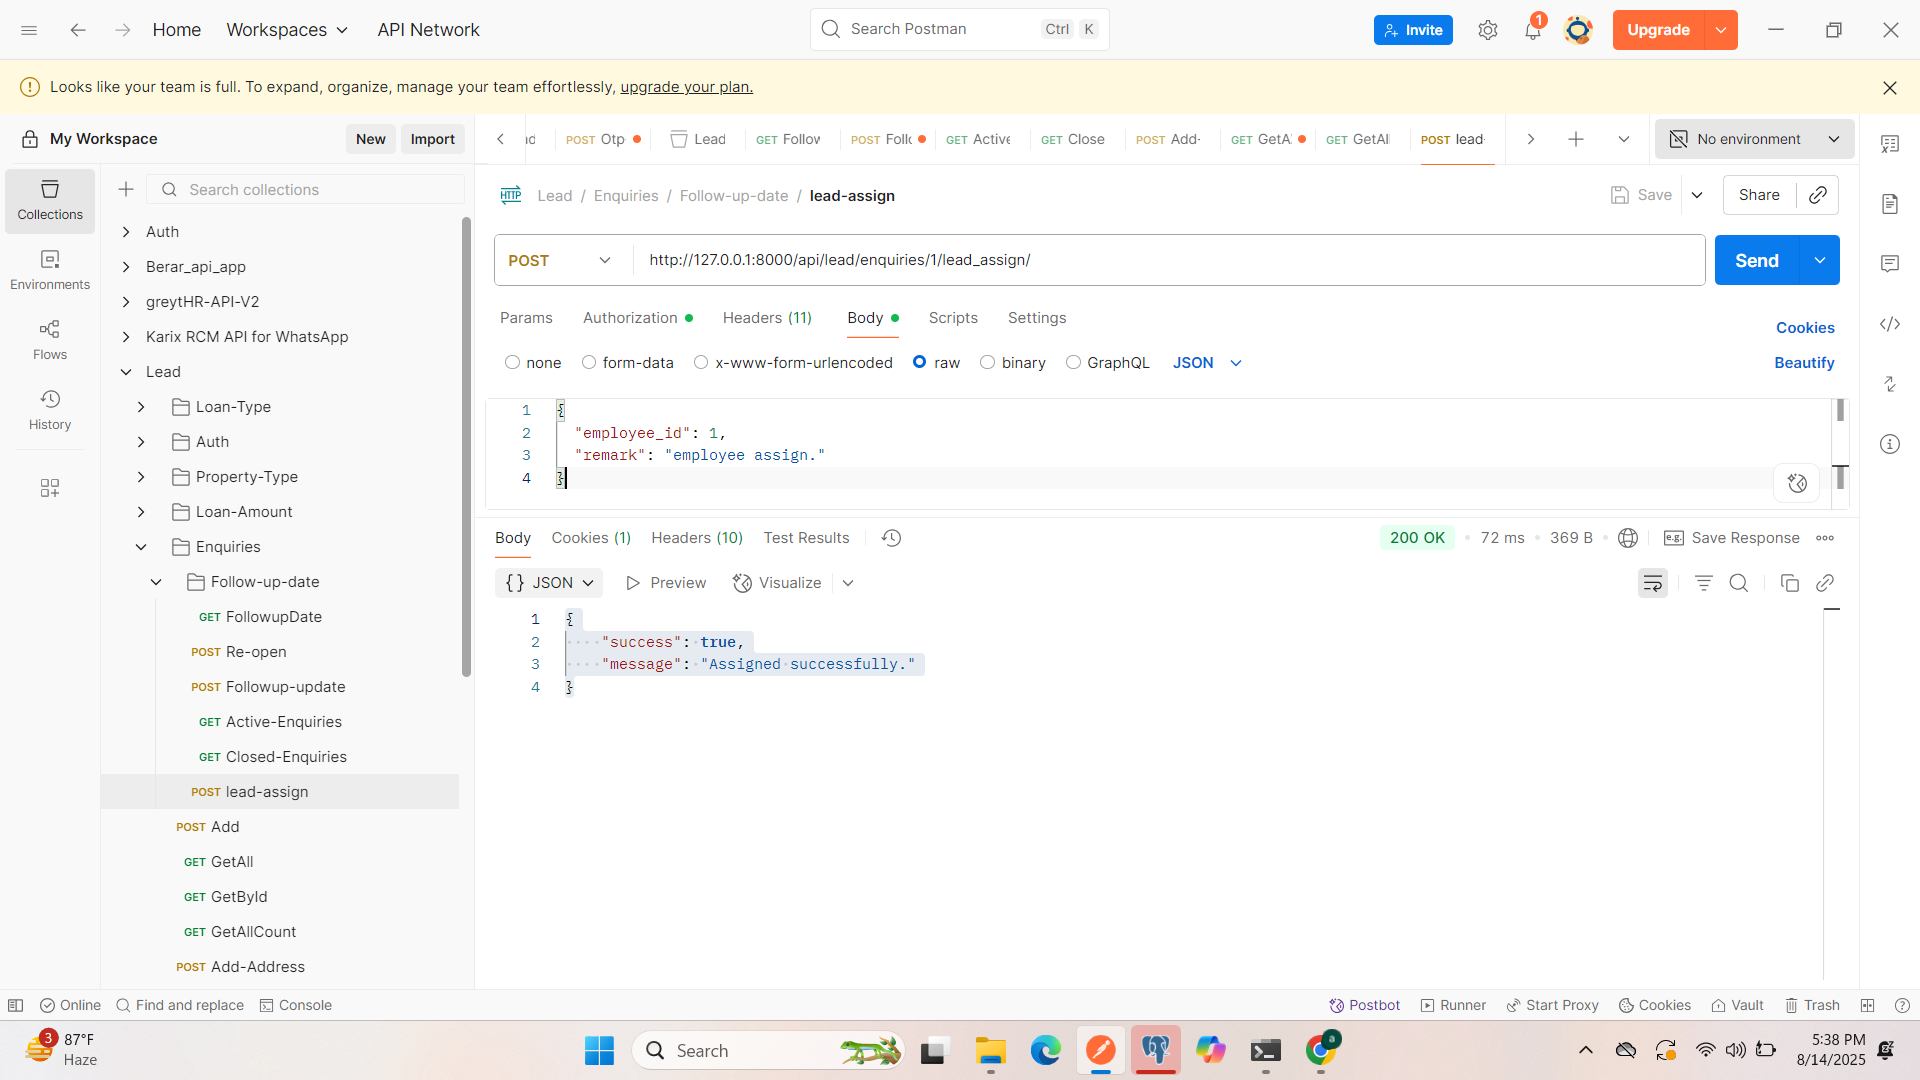 Home Workspaces API Network Search Postman Ctrl K Invite 1 Upgrade
Looks like your team is full. To expand, organize, manage your team effortlessly, upgrade your plan.
My Workspace New Import POST Otp Lead GET Follow POST Follo GET Active GET Close POST Add- GET GetA GET GetAll POST lead- No environment
Search collections
Lead / Enquiries / Follow-up-date / lead-assign Save Share
Collections
Environments
Flows
History
Auth
Berar_api_app
greytHR-API-V2
Karix RCM API for WhatsApp
Lead
Loan-Type
Auth
Property-Type
Loan-Amount
Enquiries
Follow-up-date
GET FollowupDate
POST Re-open
POST Followup-update
GET Active-Enquiries
GET Closed-Enquiries
POST lead-assign
POST Add
GET GetAll
GET GetById
GET GetAllCount
POST Add-Address
HTTP
POST http://127.0.0.1:8000/api/lead/enquiries/1/lead_assign/ Send
Params Authorization Headers (11) Body Scripts Settings Cookies
none form-data x-www-form-urlencoded raw binary GraphQL JSON Beautify
1 {
2 "employee_id": 1,
3 "remark": "employee assign."
4 }
Body Cookies (1) Headers (10) Test Results 200 OK 72 ms 369 B e.g. Save Response
{} JSON Preview Visualize
1 {
2 "success": true,
3 "message": "Assigned successfully."
4 }
Online Find and replace Console Postbot Runner Start Proxy Cookies Vault Trash
3 87°F
Haze
Search
a
5:38 PM
8/14/2025